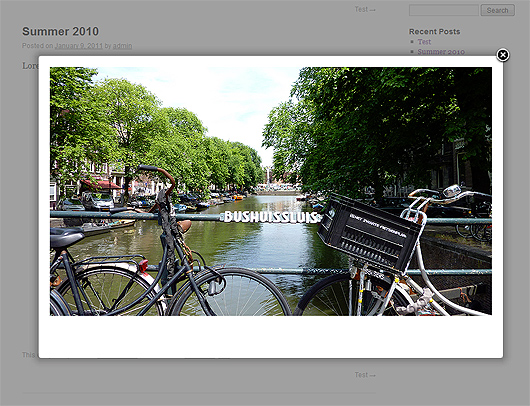 Test →
Search
Summer 2010
Recent Posts
Posted on January 9, 2011 by admin
Test
Summer 2010
Lore
BUSHUISSLUIS
This
Test →